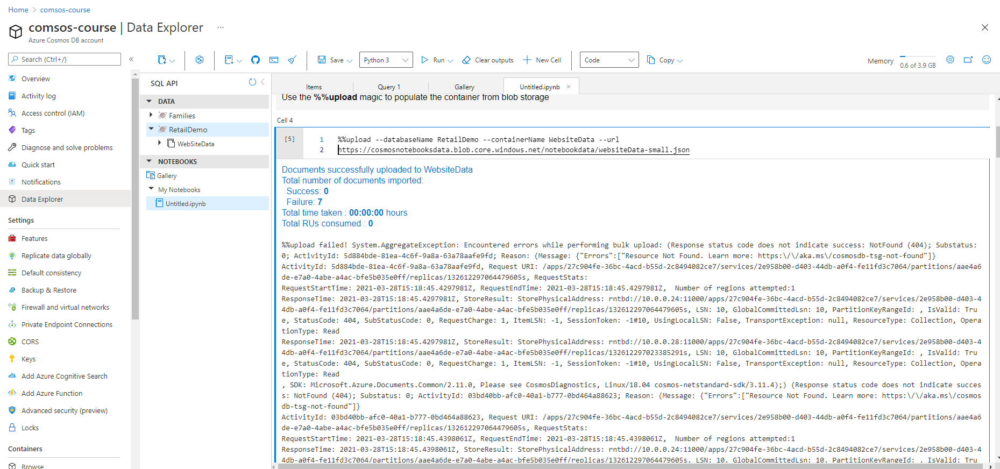 Home > comsos-course
comsos-course | Data Explorer ...
Azure Cosmos DB account
Search (Ctrl+/)
«
Overview
Activity log
Access control (IAM)
Tags
Diagnose and solve problems
Quick start
Notifications
Data Explorer
Settings
Features
Replicate data globally
Default consistency
Backup & Restore
Firewall and virtual networks
Private Endpoint Connections
CORS
Keys
Add Azure Cognitive Search
Add Azure Function
Advanced security (preview)
Locks
Containers
Browse
Save
Python 3
Run
Clear outputs
New Cell
Code
Copy
Memory
0.6 of 3.9 GB
SQL API
DATA
Families
RetailDemo
WebSiteData
NOTEBOOKS
Gallery
My Notebooks
Untitled.ipynb
Items
Query 1
Gallery
Untitled.ipynb
Use the %%upload magic to populate the container from blob storage
Cell 4
[5]
1 %%upload --databaseName RetailDemo --containerName WebsiteData --url
2 https://cosmosnotebooksdata.blob.core.windows.net/notebookdata/websiteData-small.json
Documents successfully uploaded to WebsiteData
Total number of documents imported:
Success: 0
Failure: 7
Total time taken : 00:00:00 hours
Total RUs consumed : 0
%%upload failed! System.AggregateException: Encountered errors while performing bulk upload: (Response status code does not indicate success: NotFound (404); Substatus:
0; ActivityId: 5d884bde-81ea-4c6f-9a8a-63a78aafe9fd; Reason: (Message: {"Errors":["Resource Not Found. Learn more: https:\/\/aka.ms\/cosmosdb-tsg-not-found"]}
ActivityId: 5d884bde-81ea-4c6f-9a8a-63a78aafe9fd, Request URI: /apps/27c904fe-36bc-4acd-b55d-2c8494082ce7/services/2e958b00-d403-44db-a0f4-fe11fd3c7064/partitions/aae4a6
de-e7a0-4abe-a4ac-bfe5b035e0ff/replicas/132612297064479605s, RequestStats:
RequestStartTime: 2021-03-28T15:18:45.4297981Z, RequestEndTime: 2021-03-28T15:18:45.4297981Z,  Number of regions attempted:1
ResponseTime: 2021-03-28T15:18:45.4297981Z, StoreResult: StorePhysicalAddress: rntbd://10.0.0.24:11000/apps/27c904fe-36bc-4acd-b55d-2c8494082ce7/services/2e958b00-d403-4
4db-a0f4-fe11fd3c7064/partitions/aae4a6de-e7a0-4abe-a4ac-bfe5b035e0ff/replicas/132612297064479605s, LSN: 10, GlobalCommittedLsn: 10, PartitionKeyRangeId: , IsValid: Tru
e, StatusCode: 404, SubStatusCode: 0, RequestCharge: 1, ItemLSN: -1, SessionToken: -1#10, UsingLocalLSN: False, TransportException: null, ResourceType: Collection, Opera
tionType: Read
ResponseTime: 2021-03-28T15:18:45.4297981Z, StoreResult: StorePhysicalAddress: rntbd://10.0.0.28:11000/apps/27c904fe-36bc-4acd-b55d-2c8494082ce7/services/2e958b00-d403-4
4db-a0f4-fe11fd3c7064/partitions/aae4a6de-e7a0-4abe-a4ac-bfe5b035e0ff/replicas/132612297023385291s, LSN: 10, GlobalCommittedLsn: 10, PartitionKeyRangeId: , IsValid: Tru
e, StatusCode: 404, SubStatusCode: 0, RequestCharge: 1, ItemLSN: -1, SessionToken: -1#10, UsingLocalLSN: False, TransportException: null, ResourceType: Collection, Opera
tionType: Read
, SDK: Microsoft.Azure.Documents.Common/2.11.0, Please see CosmosDiagnostics, Linux/18.04 cosmos-netstandard-sdk/3.11.4);) (Response status code does not indicate succes
s: NotFound (404); Substatus: 0; ActivityId: 03bd40bb-afc0-40a1-b777-0bd464a88623; Reason: (Message: {"Errors":["Resource Not Found. Learn more: https:\/\/aka.ms\/cosmos
db-tsg-not-found"]}
ActivityId: 03bd40bb-afc0-40a1-b777-0bd464a88623, Request URI: /apps/27c904fe-36bc-4acd-b55d-2c8494082ce7/services/2e958b00-d403-44db-a0f4-fe11fd3c7064/partitions/aae4a6
de-e7a0-4abe-a4ac-bfe5b035e0ff/replicas/132612297064479605s, RequestStats:
RequestStartTime: 2021-03-28T15:18:45.4398061Z, RequestEndTime: 2021-03-28T15:18:45.4398061Z,  Number of regions attempted:1
ResponseTime: 2021-03-28T15:18:45.4398061Z, StoreResult: StorePhysicalAddress: rntbd://10.0.0.24:11000/apps/27c904fe-36bc-4acd-b55d-2c8494082ce7/services/2e958b00-d403-4
4db-a0f4-fe11fd3c7064/partitions/aae4a6de-e7a0-4abe-a4ac-bfe5b035e0ff/replicas/132612297064479605s, LSN: 10, GlobalCommittedLsn: 10, PartitionKeyRangeId: , IsValid: Tru